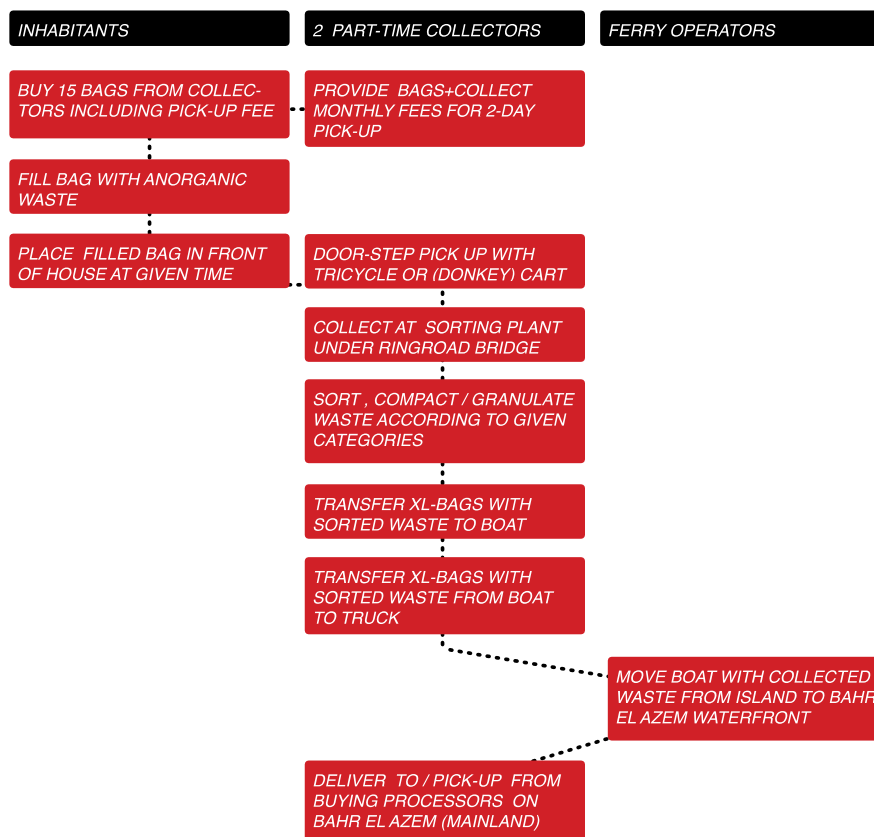 INHABITANTS
2 PART-TIME COLLECTORS
FERRY OPERATORS
BUY 15 BAGS FROM COLLEC-
TORS INCLUDING PICK-UP FEE
PROVIDE BAGS+COLLECT
MONTHLY FEES FOR 2-DAY
PICK-UP
FILL BAG WITH ANORGANIC
WASTE
PLACE FILLED BAG IN FRONT
OF HOUSE AT GIVEN TIME
DOOR-STEP PICK UP WITH
TRICYCLE OR (DONKEY) CART
COLLECT AT SORTING PLANT
UNDER RINGROAD BRIDGE
SORT , COMPACT / GRANULATE
WASTE ACCORDING TO GIVEN
CATEGORIES
TRANSFER XL-BAGS WITH
SORTED WASTE TO BOAT
TRANSFER XL-BAGS WITH
SORTED WASTE FROM BOAT
TO TRUCK
MOVE BOAT WITH COLLECTED
WASTE FROM ISLAND TO BAHR
EL AZEM WATERFRONT
DELIVER TO / PICK-UP FROM
BUYING PROCESSORS ON
BAHR EL AZEM (MAINLAND)